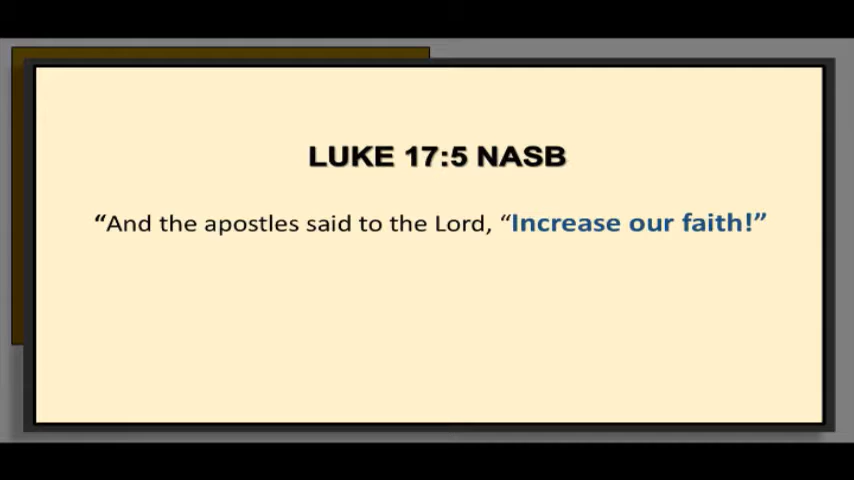 LUKE 17:5 NASB
“And the apostles said to the Lord, “Increase our faith!”